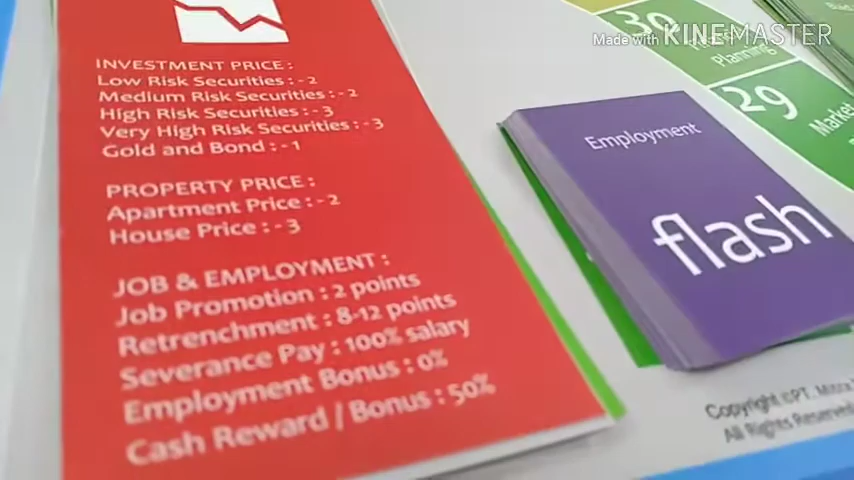 INVESTMENT PRICE :
Low Risk Securities : - 2
Medium Risk Securities : - 2
High Risk Securities : - 3
Very High Risk Securities : - 3
Gold and Bond : - 1
PROPERTY PRICE :
Apartment Price : - 2
House Price : - 3
JOB & EMPLOYMENT :
Job Promotion : 2 points
Retrenchment : 8-12 points
Severance Pay : 100% salary
Employment Bonus : 0%
Cash Reward / Bonus : 50%
Employment
flash
30
Planning
29
Market
Made with KINEMASTER
Copyright ©PT. Mitra
All Rights Reserved